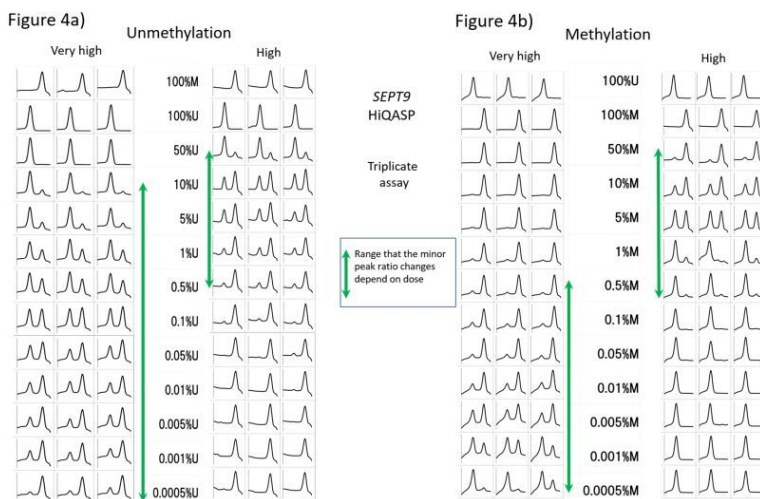 Figure 4a)
Unmethylation
Very high
High
100%M
100%U
50%U
10%U
5%U
1%U
0.5%U
0.1%U
0.05%U
0.01%U
0.005%U
0.001%U
0.0005%U
SEPT9
HiQASP
Triplicate
assay
Range that the minor
peak ratio changes
depend on dose
Figure 4b)
Methylation
Very high
High
100%U
100%M
50%M
10%M
5%M
1%M
0.5%M
0.1%M
0.05%M
0.01%M
0.005%M
0.001%M
0.0005%M